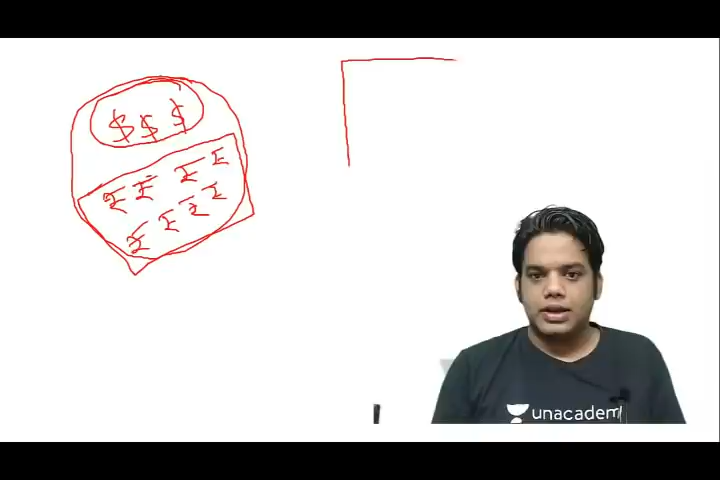 $ $ $
₹ ₹ ₹ ₹
₹ ₹ ₹ ₹
unacademy